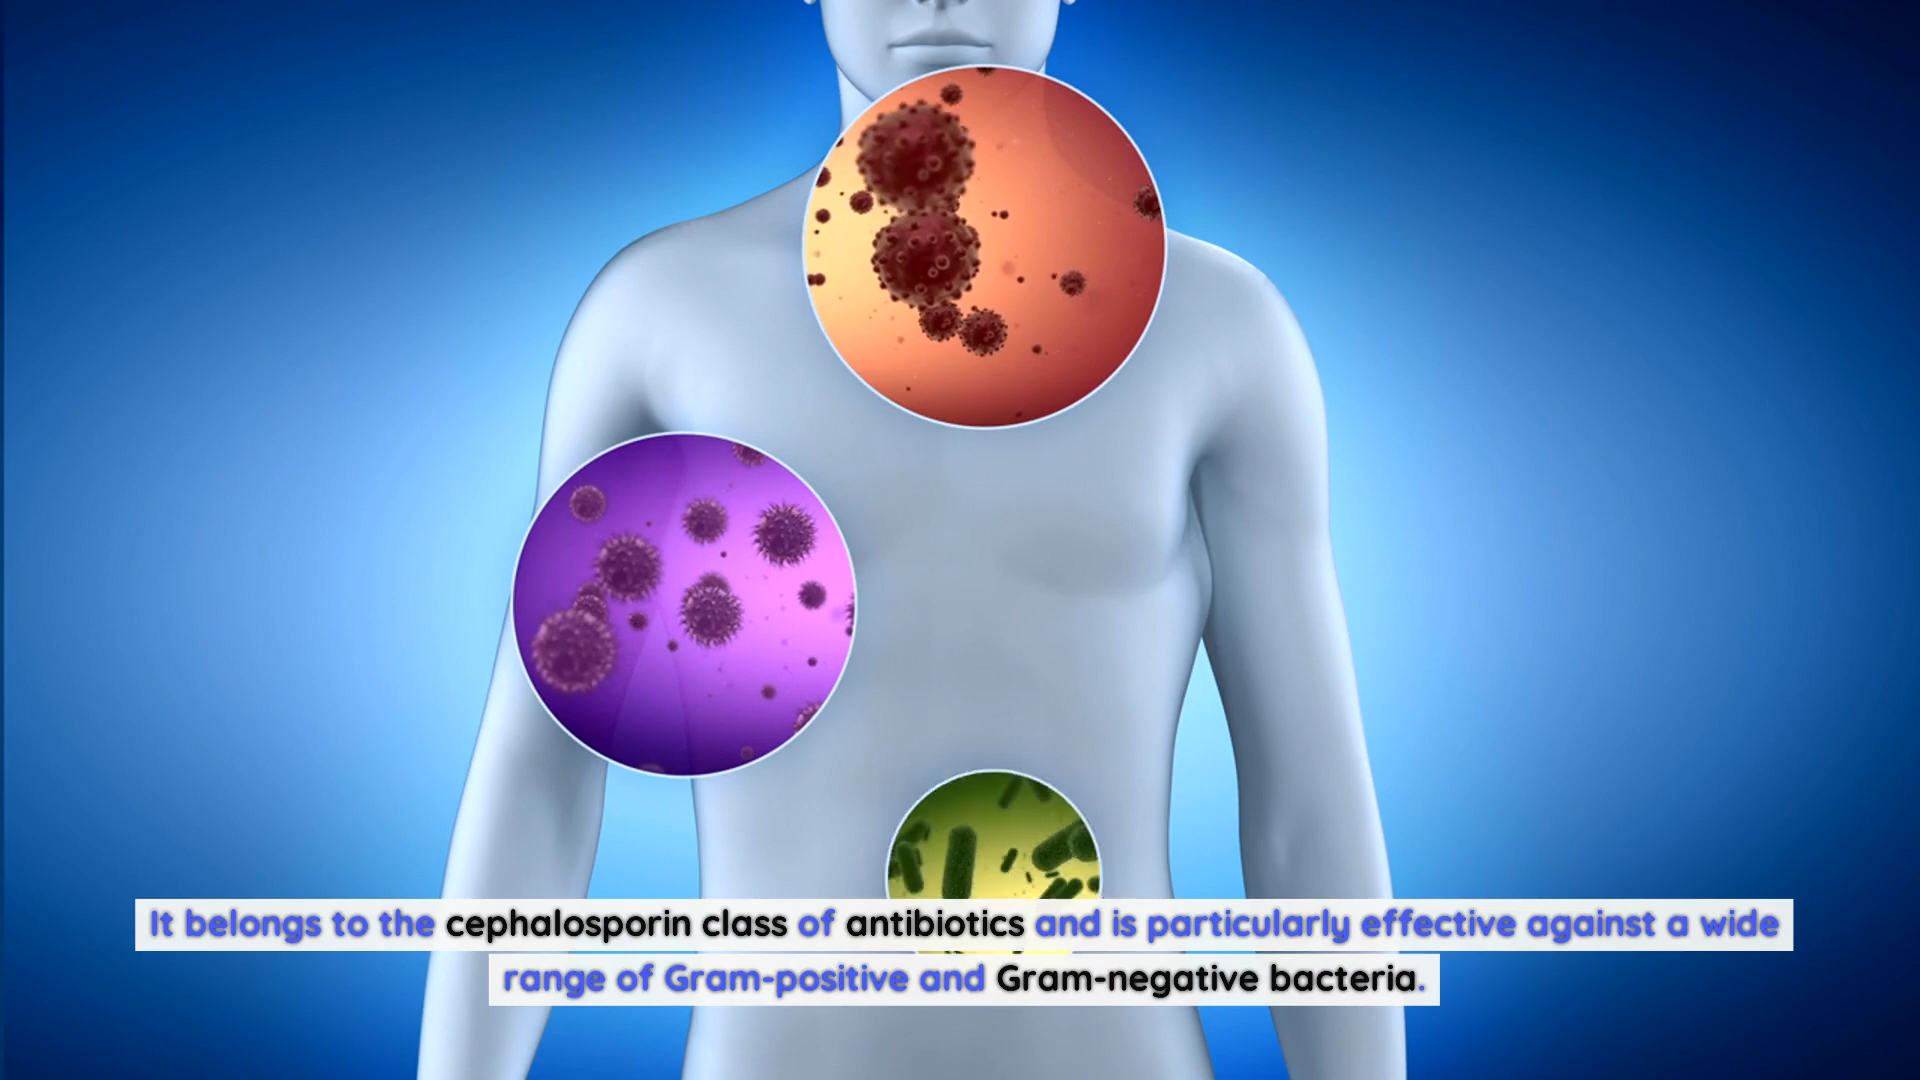 It belongs to the cephalosporin class of antibiotics and is particularly effective against a wide
range of Gram-positive and Gram-negative bacteria.